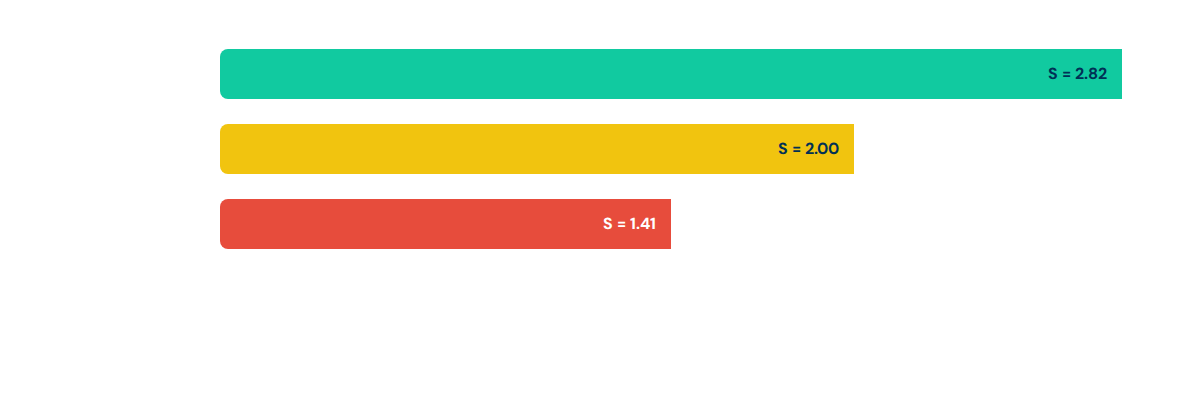 S = 2.82
S = 2.00
S = 1.41